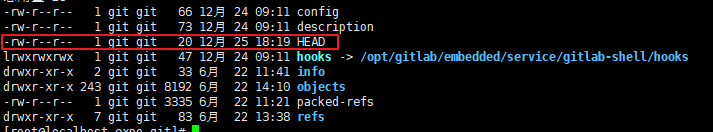 -rw-r--r-- 1 git git 66 12月 24 09:11 config
-rw-r--r-- 1 git git 73 12月 24 09:11 description
-rw-r--r-- 1 git git 20 12月 25 18:19 HEAD
lrwxrwxrwx 1 git git 47 12月 24 09:11 hooks -> /opt/gitlab/embedded/service/gitlab-shell/hooks
drwxr-xr-x 2 git git 33 6月 22 11:41 info
drwxr-xr-x 243 git git 8192 6月 22 14:10 objects
-rw-r--r-- 1 git git 3335 6月 22 11:21 packed-refs
drwxr-xr-x 7 git git 83 6月 22 13:38 refs